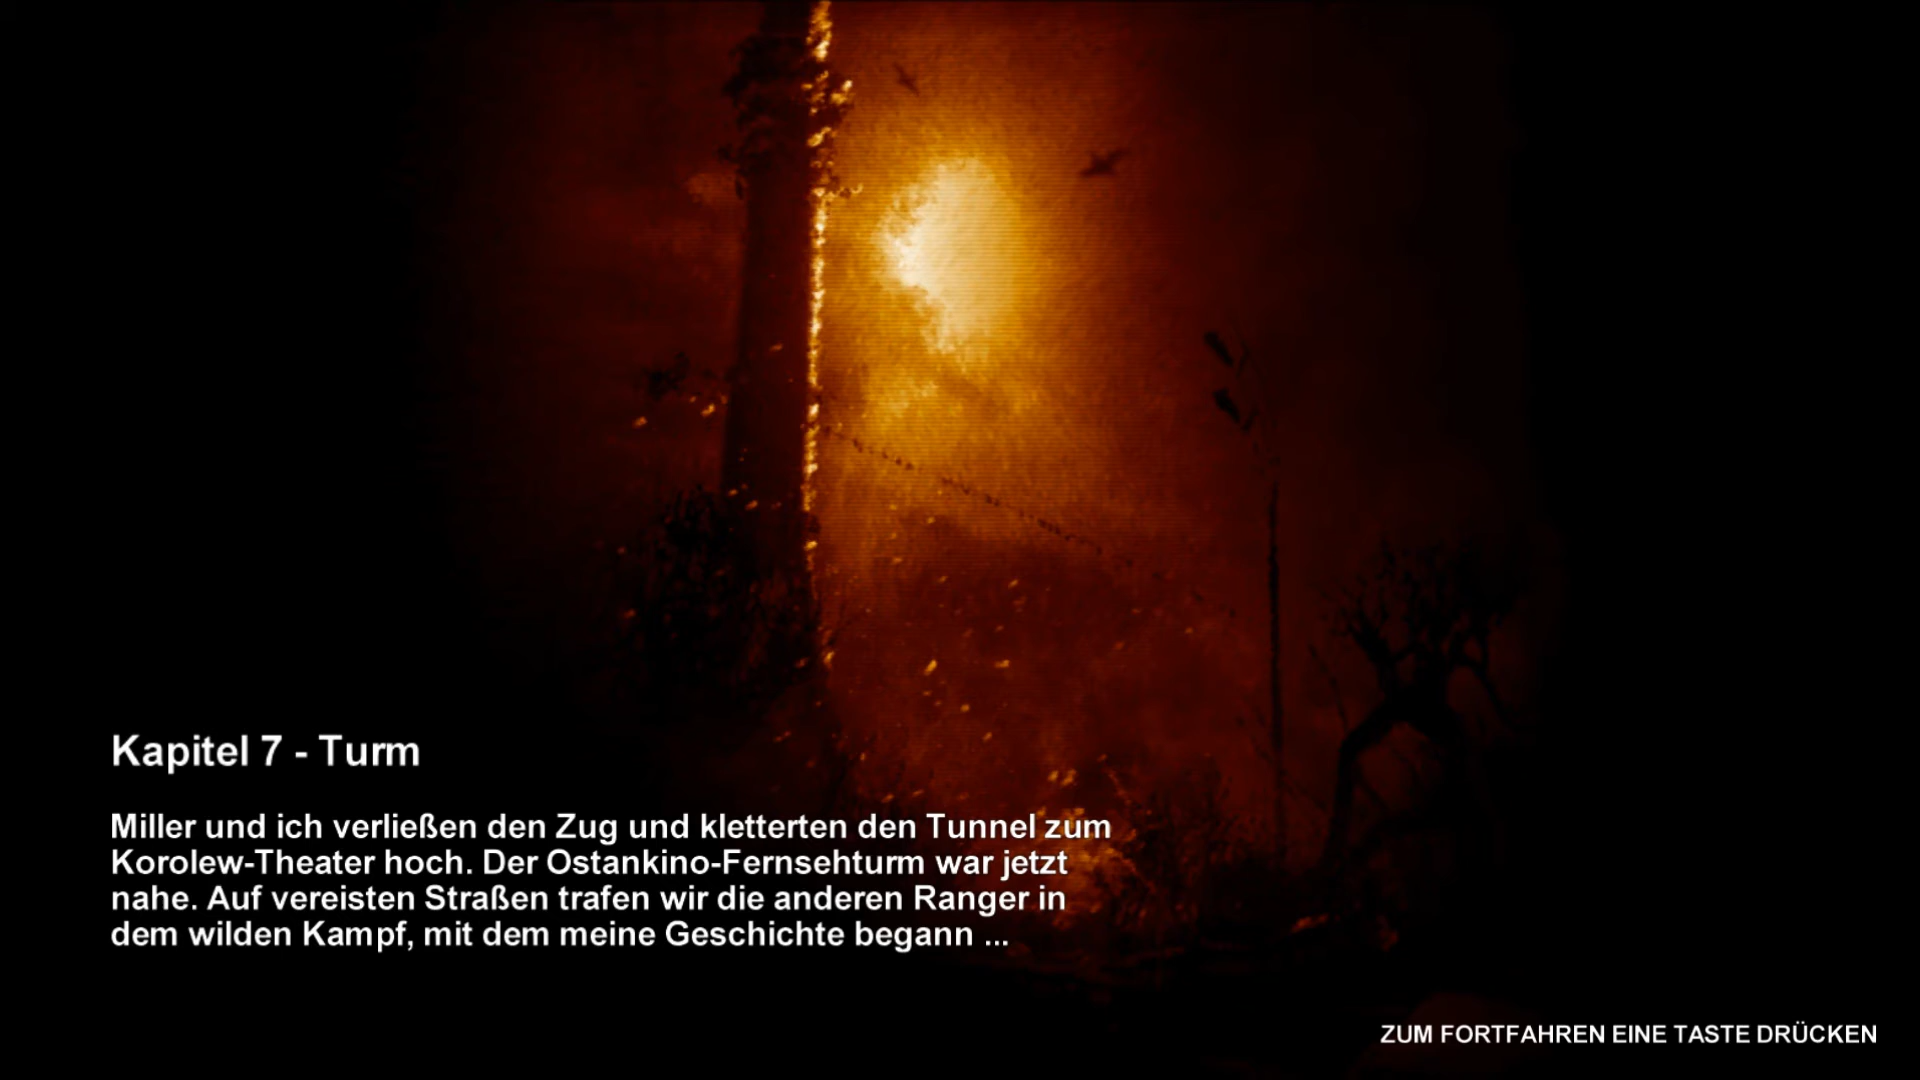 Kapitel 7 - Turm
Miller und ich verließen den Zug und kletterten den Tunnel zum
Korolew-Theater hoch. Der Ostankino-Fernsehturm war jetzt
nahe. Auf vereisten Straßen trafen wir die anderen Ranger in
dem wilden Kampf, mit dem meine Geschichte begann ...
ZUM FORTFAHREN EINE TASTE DRÜCKEN